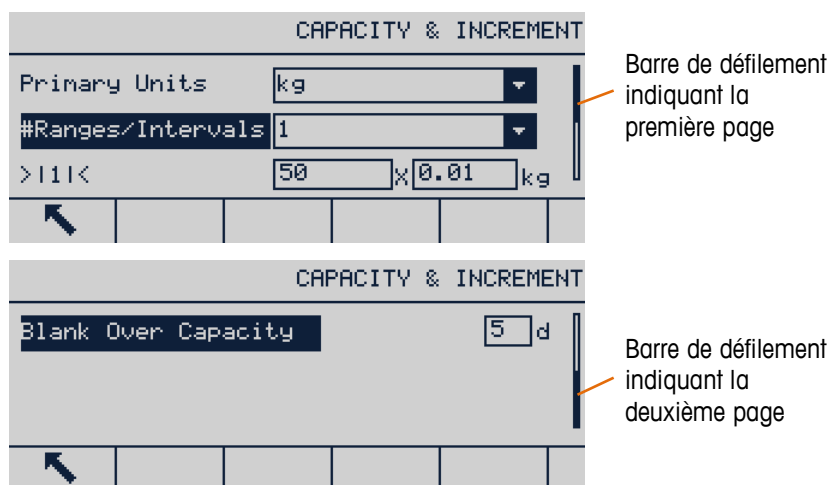 CAPACITY & INCREMENT
Primary Units kg
#Ranges/Intervals 1
>|1|< 50 x 0.01 kg
Barre de défilement
indiquant la
première page
CAPACITY & INCREMENT
Blank Over Capacity 5 d
Barre de défilement
indiquant la
deuxième page